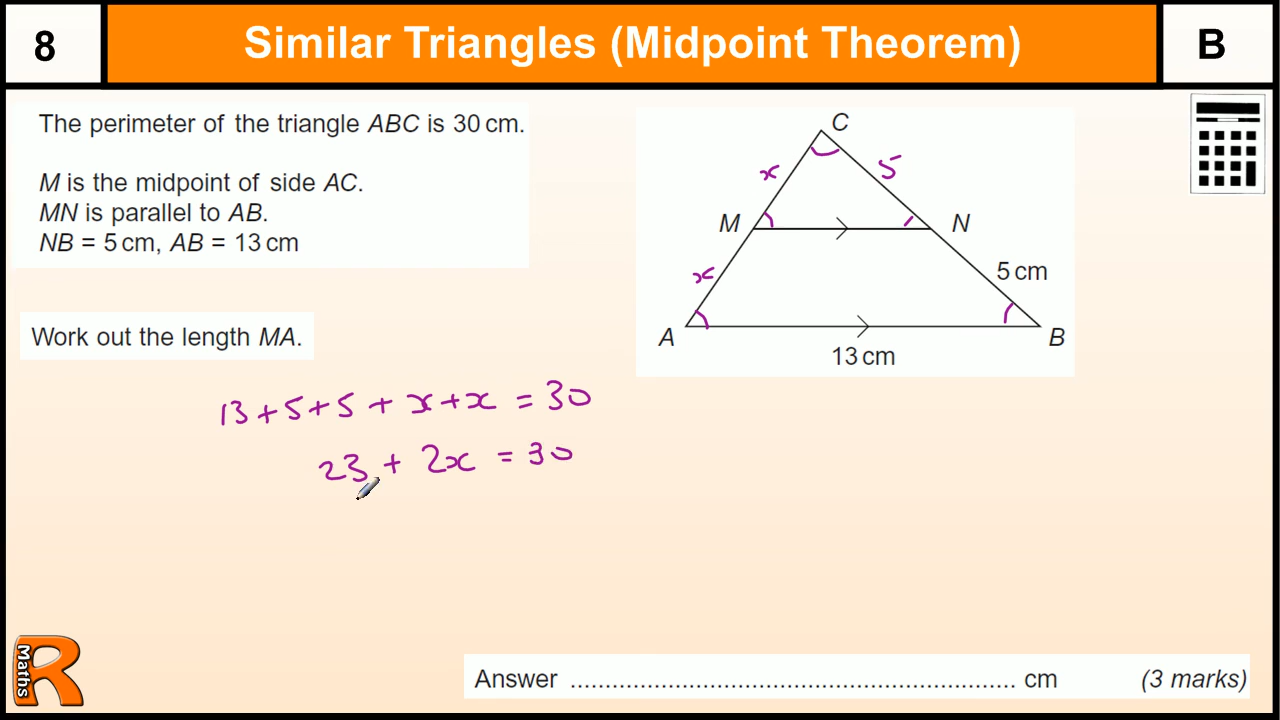 8
Similar Triangles (Midpoint Theorem)
B
The perimeter of the triangle ABC is 30 cm.
M is the midpoint of side AC.
MN is parallel to AB.
NB = 5 cm, AB = 13 cm
Work out the length MA.
C
x
5
M
N
x
5 cm
A
B
13 cm
13 + 5 + 5 + x + x = 30
23 + 2x = 30
R
Maths
Answer ................................................................ cm (3 marks)